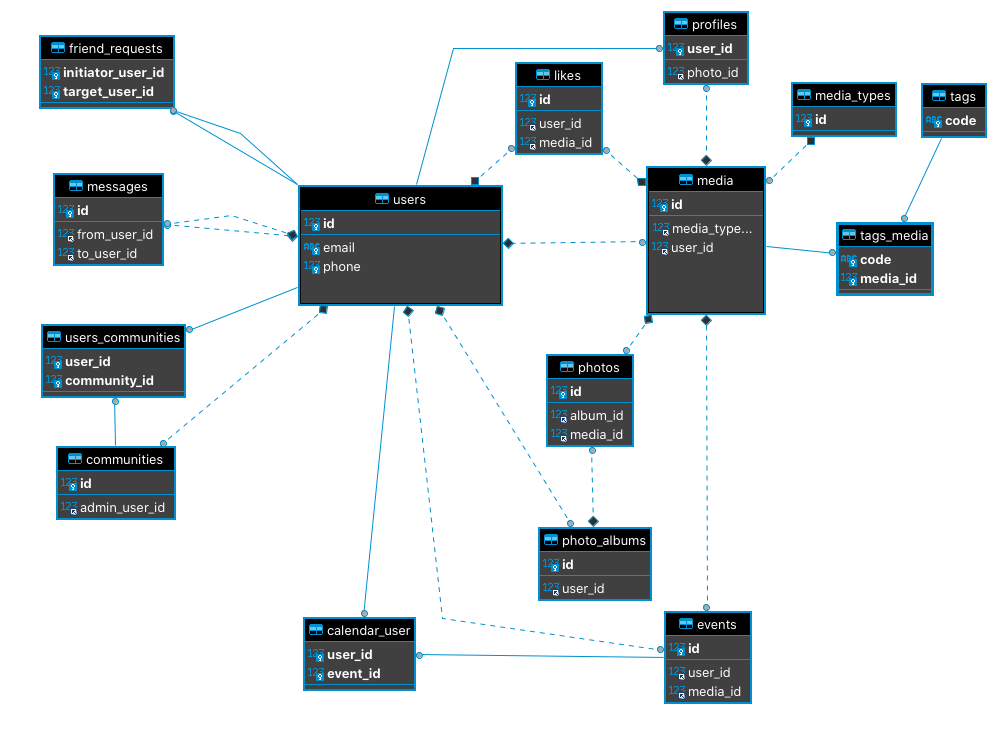 friend_requests
123 initiator_user_id
123 target_user_id
messages
123 id
123 from_user_id
123 to_user_id
users_communities
123 user_id
123 community_id
communities
123 id
123 admin_user_id
users
123 id
ABC email
123 phone
calendar_user
123 user_id
123 event_id
likes
123 id
123 user_id
123 media_id
profiles
123 user_id
123 photo_id
media_types
123 id
tags
ABC code
media
123 id
123 media_type...
123 user_id
tags_media
ABC code
123 media_id
photos
123 id
123 album_id
123 media_id
photo_albums
123 id
123 user_id
events
123 id
123 user_id
123 media_id